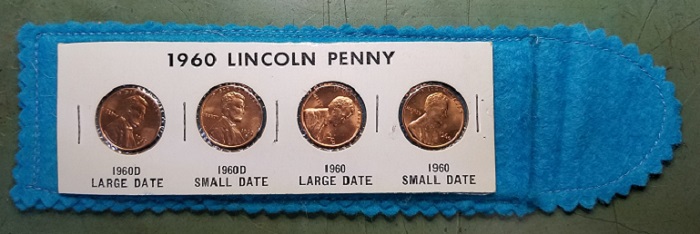 1960 LINCOLN PENNY
1960D
LARGE DATE
1960D
SMALL DATE
1960
LARGE DATE
1960
SMALL DATE